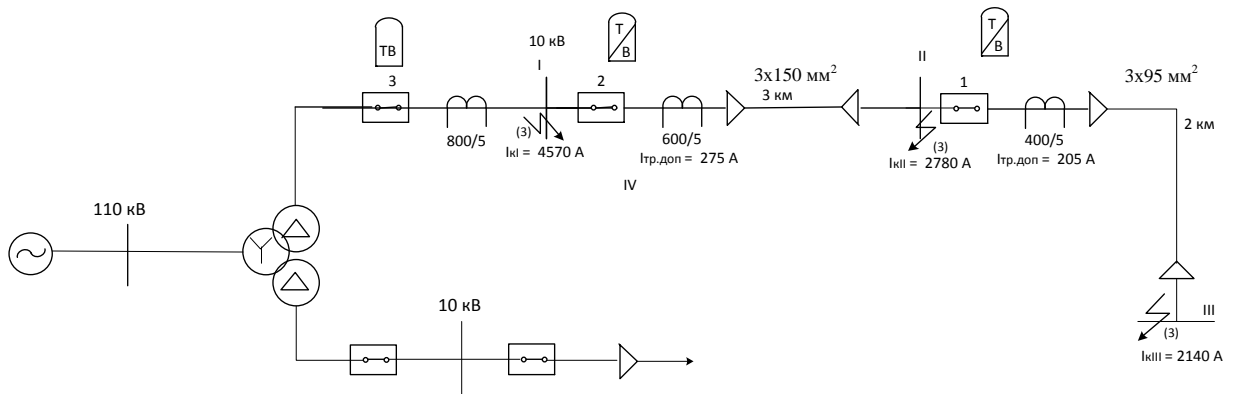 10 кВ
Т
В
Т
В
ТВ
I
II
3
2
1
3х150 мм²
3х95 мм²
3 км
2 км
800/5
600/5
400/5
(3)
IкI = 4570 А
Iтр.доп = 275 А
(3)
IкII = 2780 А
Iтр.доп = 205 А
IV
110 кВ
10 кВ
III
(3)
IкIII = 2140 А